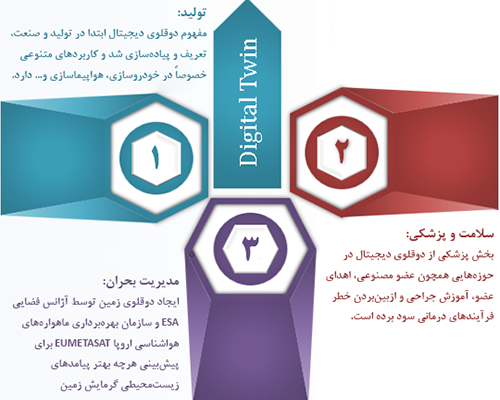 تولید:
مفهوم دوقلوی دیجیتال ابتدا در تولید و صنعت،
تعریف و پیاده‌سازی شد و کاربردهای متنوعی
خصوصاً در خودروسازی، هواپیماسازی و... دارد.
Digital Twin
۱
۲
۳
سلامت و پزشکی:
بخش پزشکی از دوقلوی دیجیتال در
حوزه‌هایی همچون عضو مصنوعی، اهدای
عضو، آموزش جراحی و ازبین‌بردن خطر
فرآیندهای درمانی سود برده است.
مدیریت بحران:
ایجاد دوقلوی زمین توسط آژانس فضایی
ESA و سازمان بهره‌برداری ماهواره‌های
هواشناسی اروپا EUMETASAT برای
پیش‌بینی هرچه بهتر پیامدهای
زیست‌محیطی گرمایش زمین